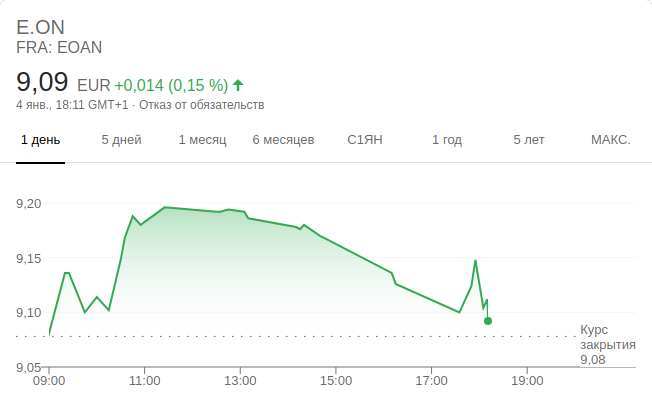 E.ON
FRA: EOAN
9,09 EUR +0,014 (0,15 %)
4 янв., 18:11 GMT+1 · Отказ от обязательств
1 день 5 дней 1 месяц 6 месяцев С1ЯН 1 год 5 лет МАКС.
9,20
9,15
9,10
Курс
закрытия
9,08
9,05
09:00 11:00 13:00 15:00 17:00 19:00